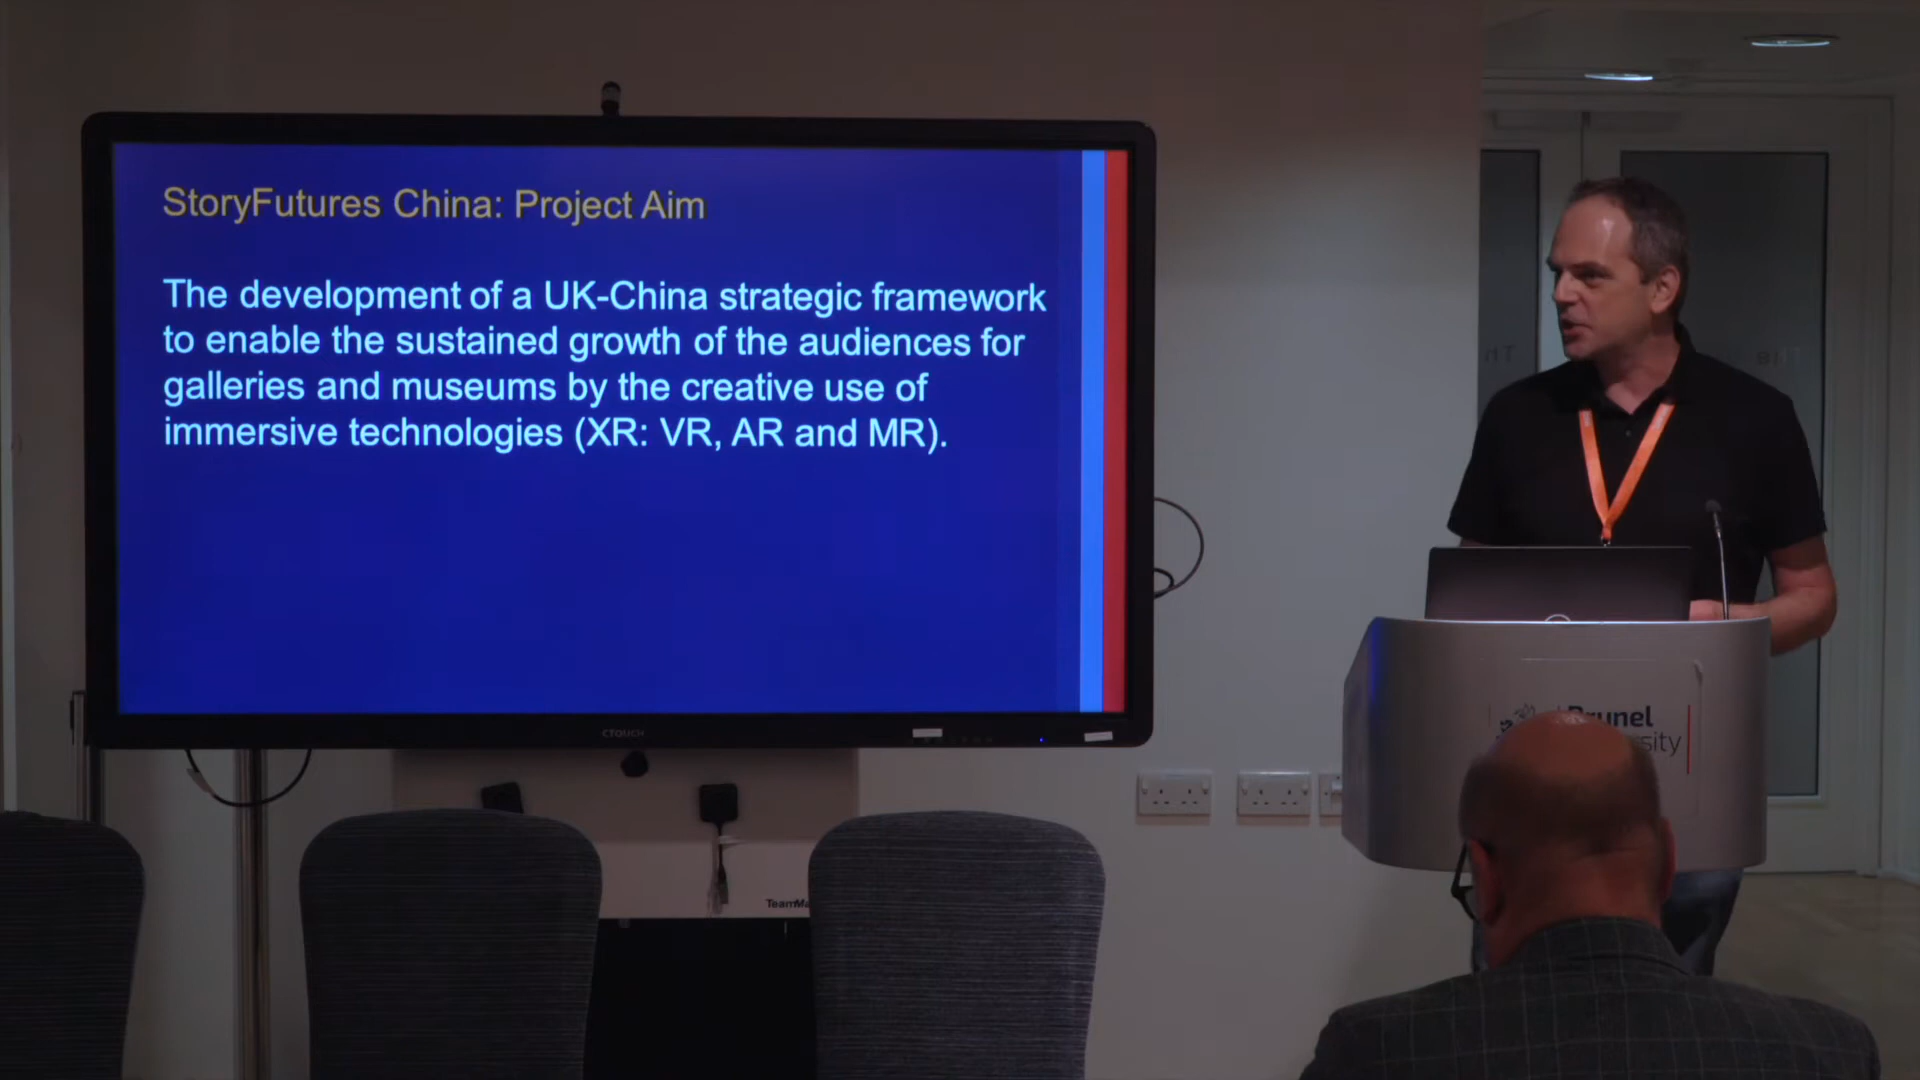 StoryFutures China: Project Aim
The development of a UK-China strategic framework
to enable the sustained growth of the audiences for
galleries and museums by the creative use of
immersive technologies (XR: VR, AR and MR).
CTOUCH
Brunel